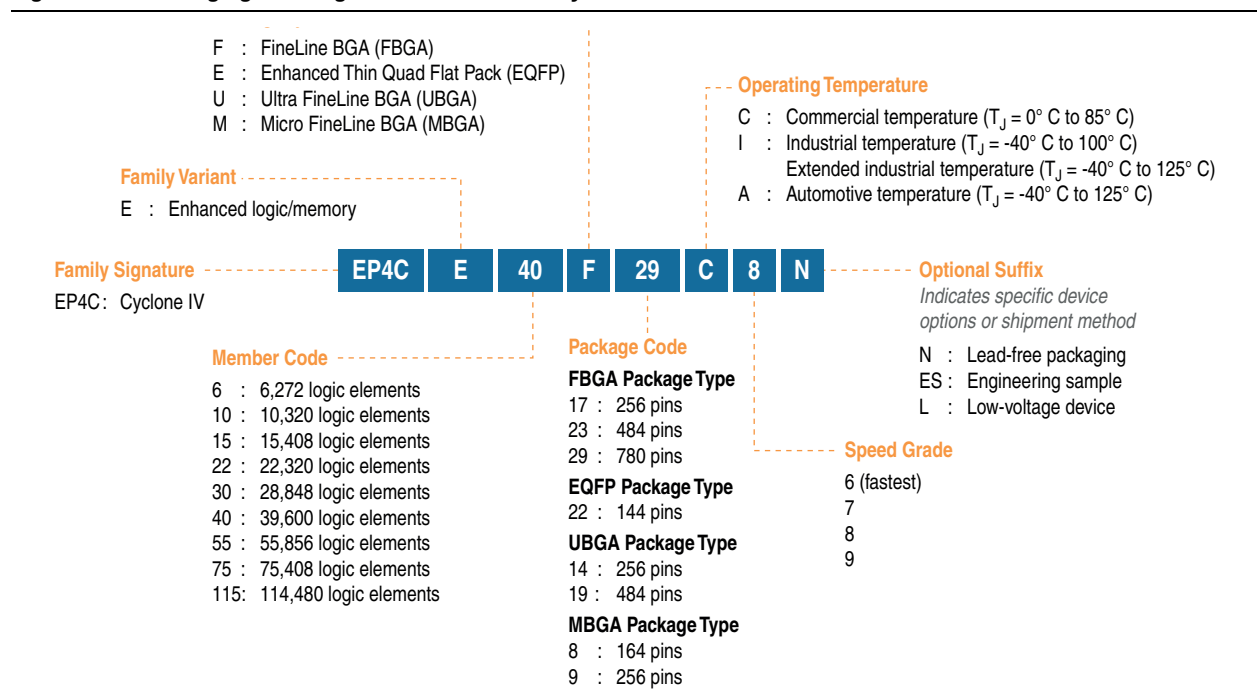 F : FineLine BGA (FBGA)
E : Enhanced Thin Quad Flat Pack (EQFP)
U : Ultra FineLine BGA (UBGA)
M : Micro FineLine BGA (MBGA)
Operating Temperature
C : Commercial temperature (TJ = 0° C to 85° C)
I : Industrial temperature (TJ = -40° C to 100° C)
Extended industrial temperature (TJ = -40° C to 125° C)
A : Automotive temperature (TJ = -40° C to 125° C)
Family Variant
E : Enhanced logic/memory
Family Signature
EP4C: Cyclone IV
EP4C E 40 F 29 C 8 N
Optional Suffix
Indicates specific device
options or shipment method
N : Lead-free packaging
ES : Engineering sample
L : Low-voltage device
Member Code
6 : 6,272 logic elements
10 : 10,320 logic elements
15 : 15,408 logic elements
22 : 22,320 logic elements
30 : 28,848 logic elements
40 : 39,600 logic elements
55 : 55,856 logic elements
75 : 75,408 logic elements
115: 114,480 logic elements
Package Code
FBGA Package Type
17 : 256 pins
23 : 484 pins
29 : 780 pins
EQFP Package Type
22 : 144 pins
UBGA Package Type
14 : 256 pins
19 : 484 pins
MBGA Package Type
8 : 164 pins
9 : 256 pins
Speed Grade
6 (fastest)
7
8
9